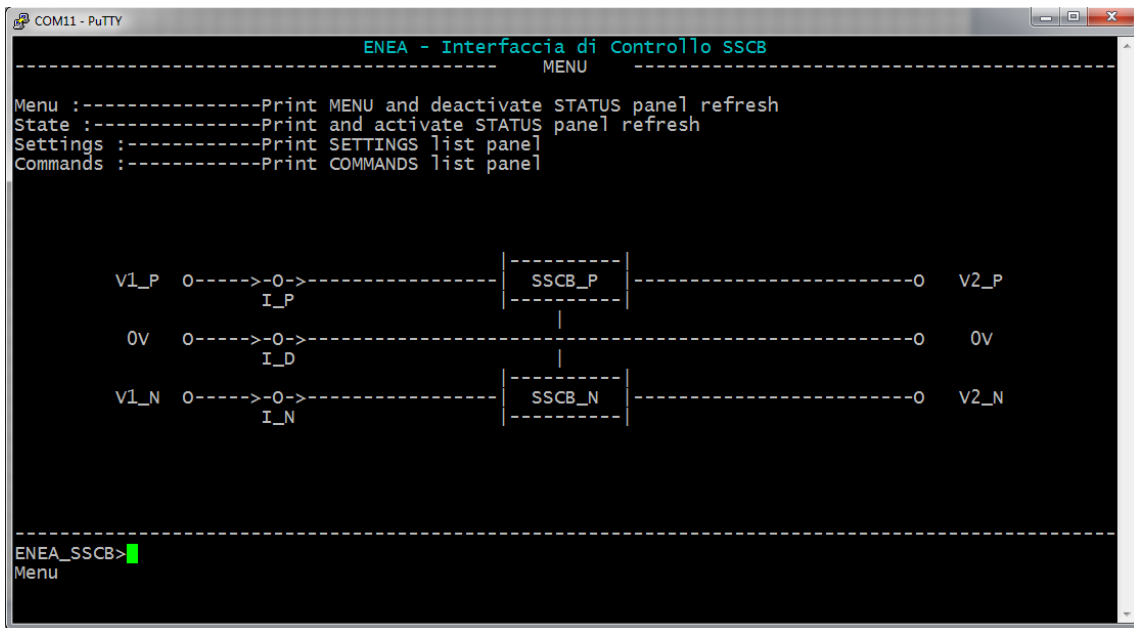 COM11 - PuTTY
ENEA - Interfaccia di Controllo SSCB
------------------------------------------- MENU -------------------------------------------
Menu :----------------Print MENU and deactivate STATUS panel refresh
State :---------------Print and activate STATUS panel refresh
Settings :------------Print SETTINGS list panel
Commands :------------Print COMMANDS list panel
|----------|
V1_P O----->-O->-----------------| SSCB_P |-------------------------O V2_P
I_P |----------|
|
0V O----->-O->------------------------------------------------------O 0V
I_D |
|----------|
V1_N O----->-O->-----------------| SSCB_N |-------------------------O V2_N
I_N |----------|
---------------------------------------------------------------------------------------------------
ENEA_SSCB>
Menu